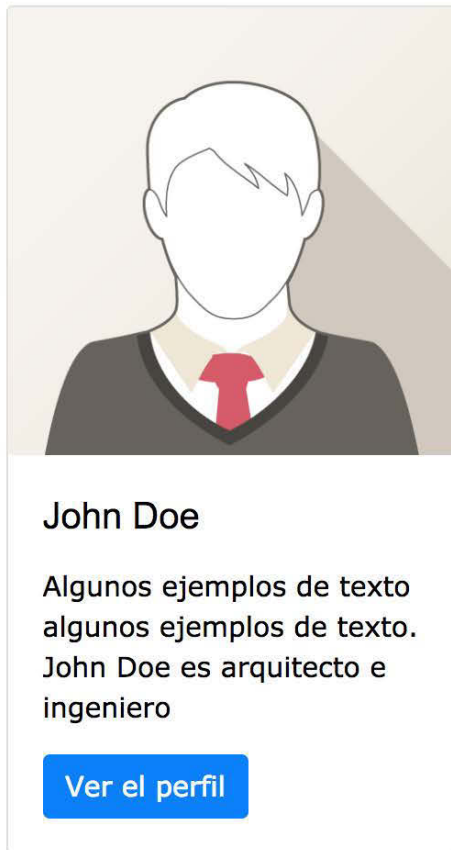 John Doe
Algunos ejemplos de texto
algunos ejemplos de texto.
John Doe es arquitecto e
ingeniero
Ver el perfil